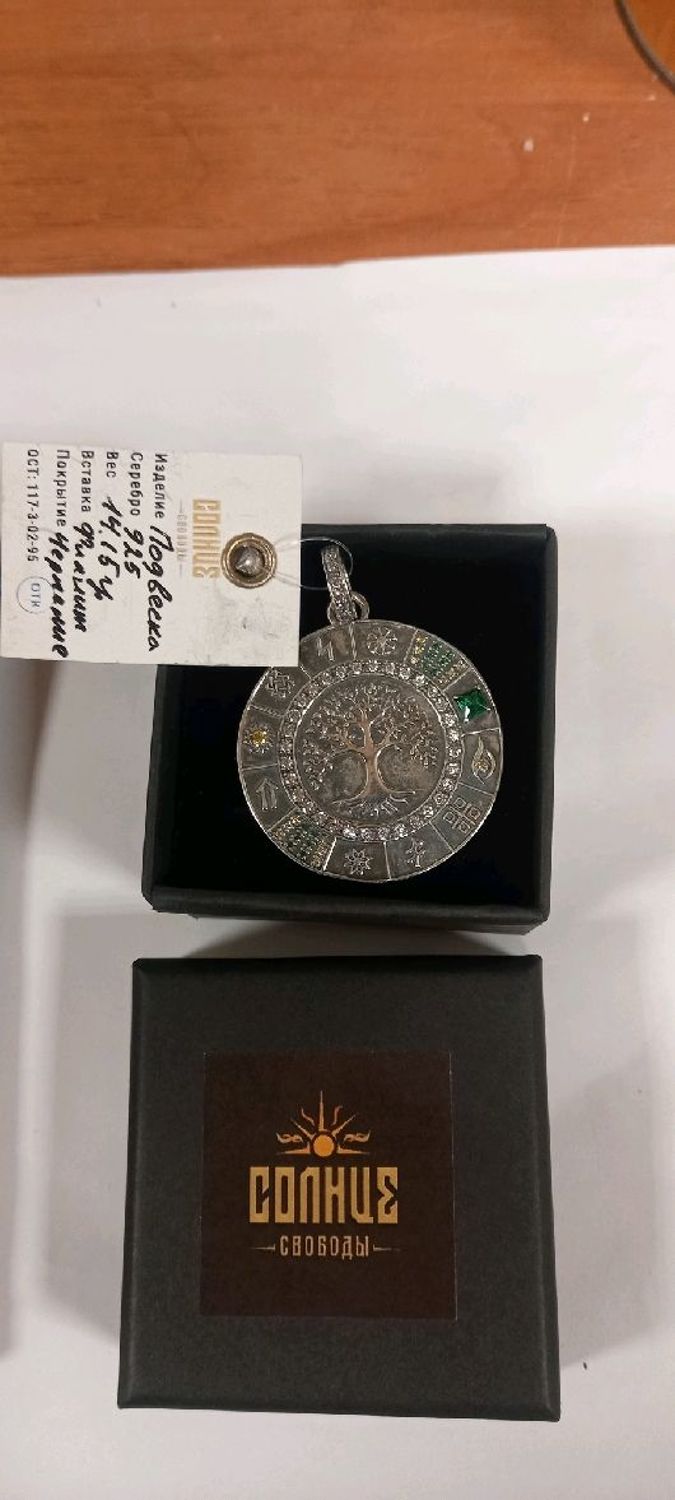 СОЛНЦЕ
СВОБОДЫ
Изделие Подвеска
Серебро 925
Вес 14.15 гр
Вставка Фианит
Покрытие Чернение
ОСТ: 117-3-02-95
ОТК
СОЛНЦЕ
СВОБОДЫ